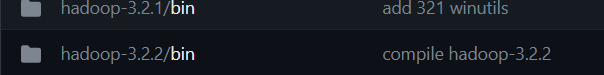 hadoop-3.2.1/bin add 321 winutils
hadoop-3.2.2/bin compile hadoop-3.2.2